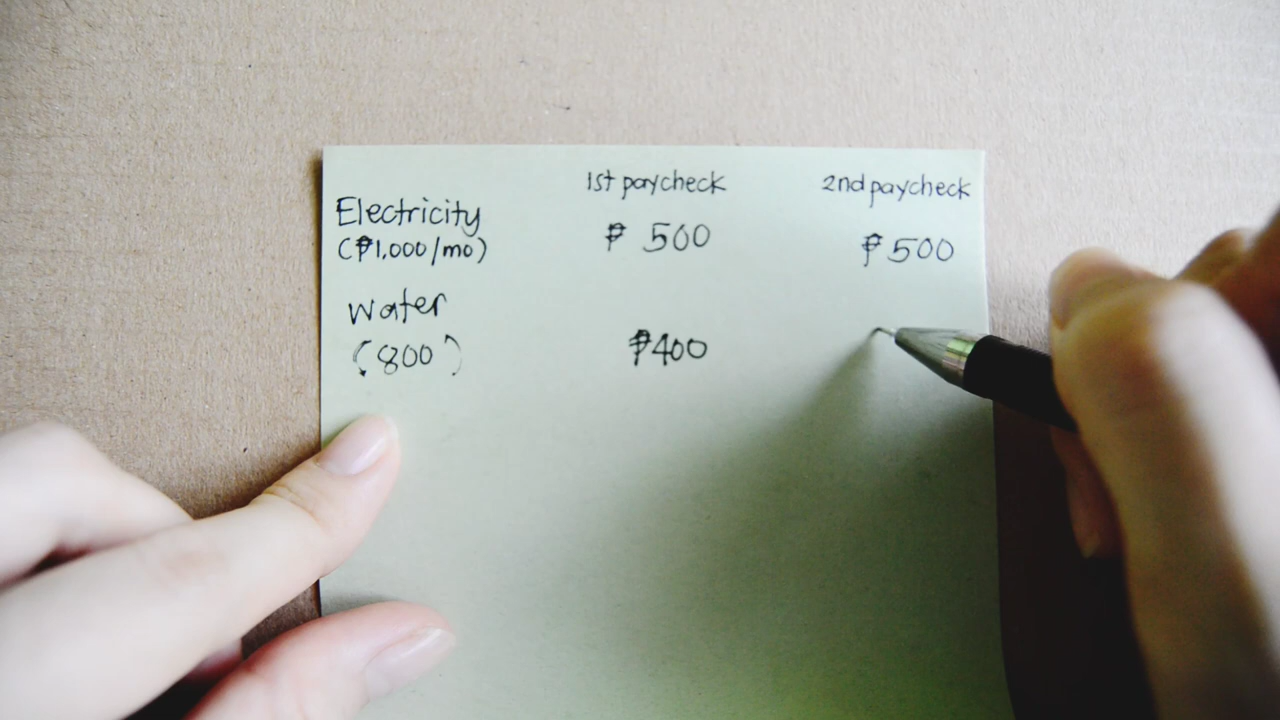 1st paycheck 2nd paycheck
Electricity
(₱1,000/mo) ₱ 500 ₱500
Water
(800) ₱400